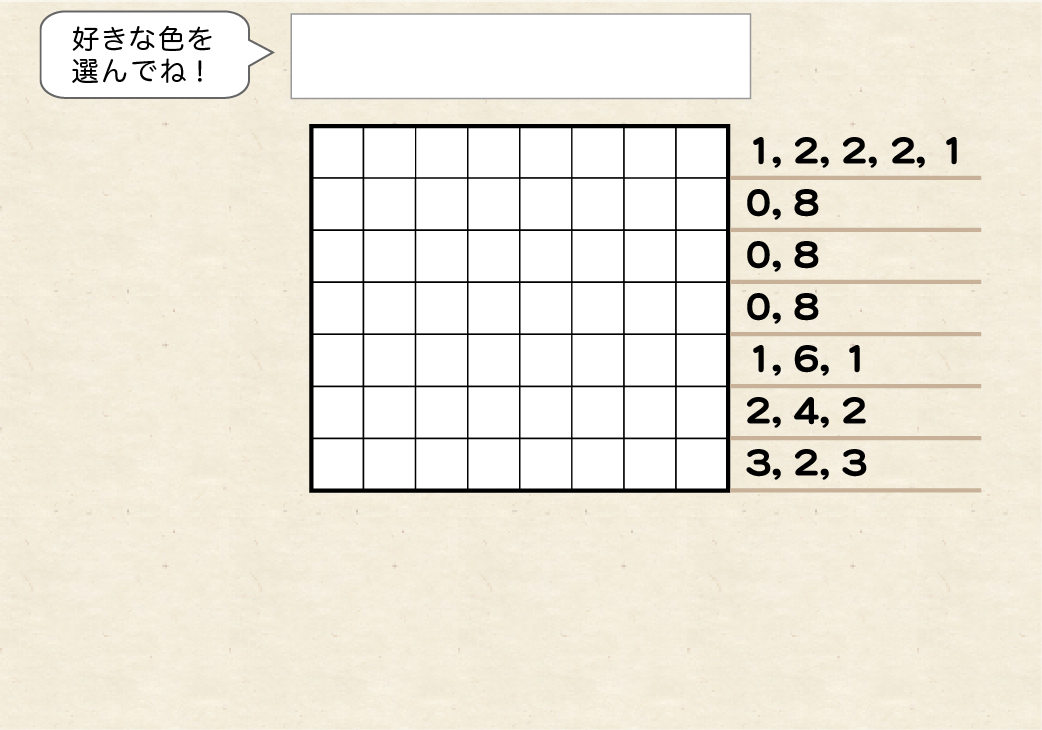 好きな色を
選んでね！
1, 2, 2, 2, 1
0, 8
0, 8
0, 8
1, 6, 1
2, 4, 2
3, 2, 3